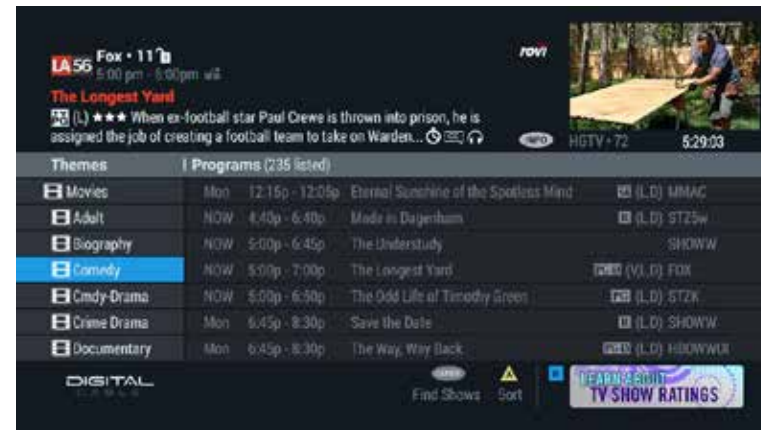 LA 56 Fox • 11
5:00 pm - 6:00pm
rovi
The Longest Yard
(L) ★★★ When ex-football star Paul Crewe is thrown into prison, he is
assigned the job of creating a football team to take on Warden...
INFO
HGTV • 72 5:29:03
Themes | Programs (235 listed)
Movies Mon 12:15p - 12:05p Eternal Sunshine of the Spotless Mind (L,D) MMAC
Adult NOW 4:40p - 6:40p Made in Dagenham R (L,D) STZ5w
Biography NOW 5:00p - 6:45p The Understudy SHOWW
Comedy NOW 5:00p - 7:00p The Longest Yard (V,L,D) FOX
Cmdy-Drama NOW 5:00p - 6:50p The Odd Life of Timothy Green PG (L,D) STZK
Crime Drama Mon 6:45p - 8:30p Save the Date R (L,D) SHOWW
Documentary Mon 6:45p - 8:30p The Way, Way Back (L,D)
DIGITAL
CABLE
Find Shows
A
Sort
LEARN ABOUT
TV SHOW RATINGS